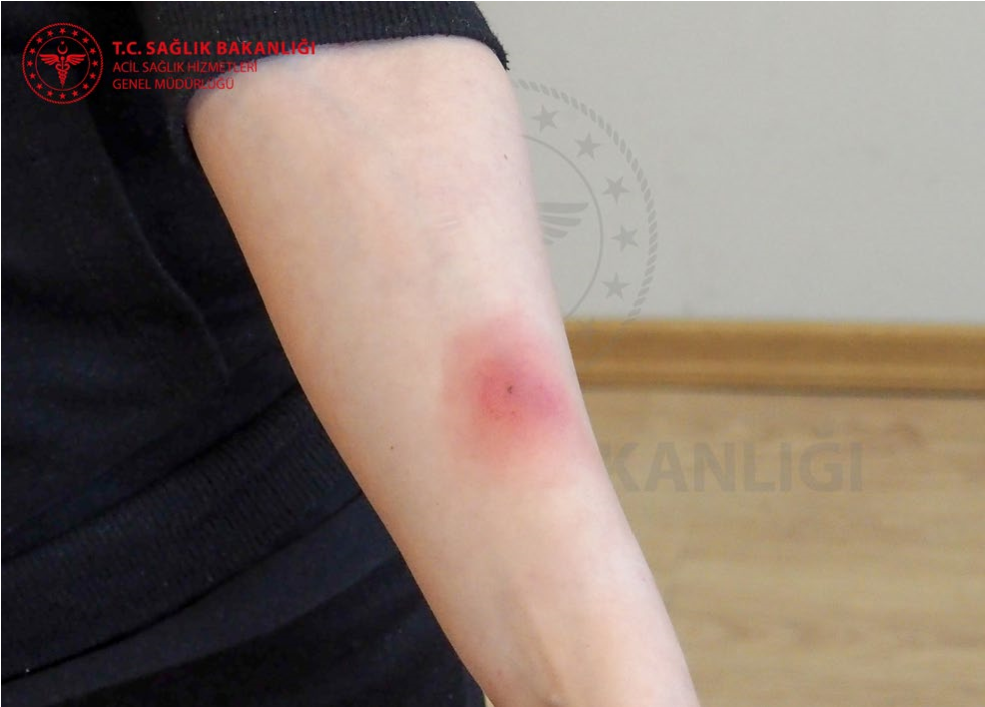 T.C. SAĞLIK BAKANLIĞI
ACİL SAĞLIK HİZMETLERİ
GENEL MÜDÜRLÜĞÜ
KANLIĞI